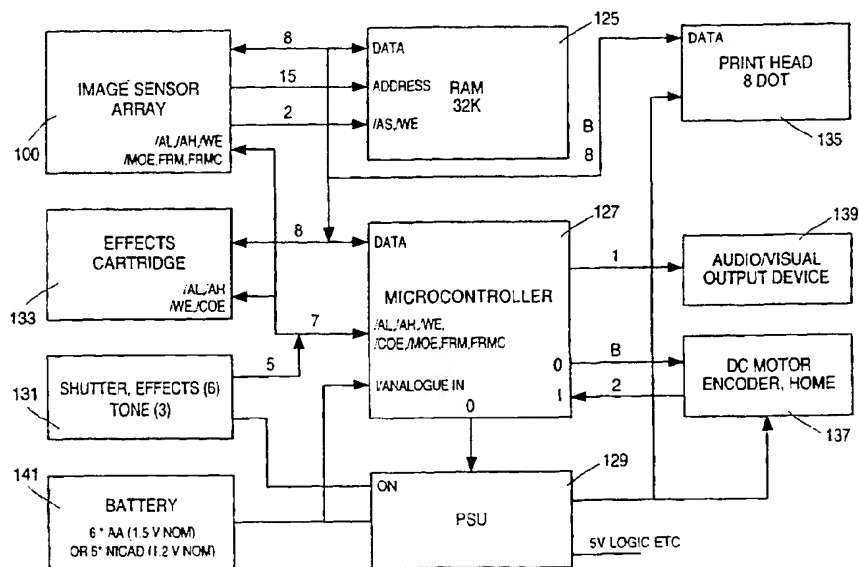 8
125
DATA
15
IMAGE SENSOR
ARRAY
ADDRESS
RAM
32K
2
/AS,/WE
100
/AL,/AH,/WE
/MOE,FRM,FRMC
B
8
DATA
PRINT HEAD
8 DOT
135
EFFECTS
CARTRIDGE
8
133
/AL,/AH
/WE,/COE
DATA
127
MICROCONTROLLER
7
/AL,/AH,/WE,
/COE,/MOE,FRM,FRMC
1
139
AUDIO/VISUAL
OUTPUT DEVICE
0
B
DC MOTOR
ENCODER, HOME
I
2
137
5
131
SHUTTER, EFFECTS (6)
TONE (3)
I/ANALOGUE IN
0
141
BATTERY
6* AA (1.5 V NOM)
OR 6* NICAD (1.2 V NOM)
ON
129
PSU
5V LOGIC ETC